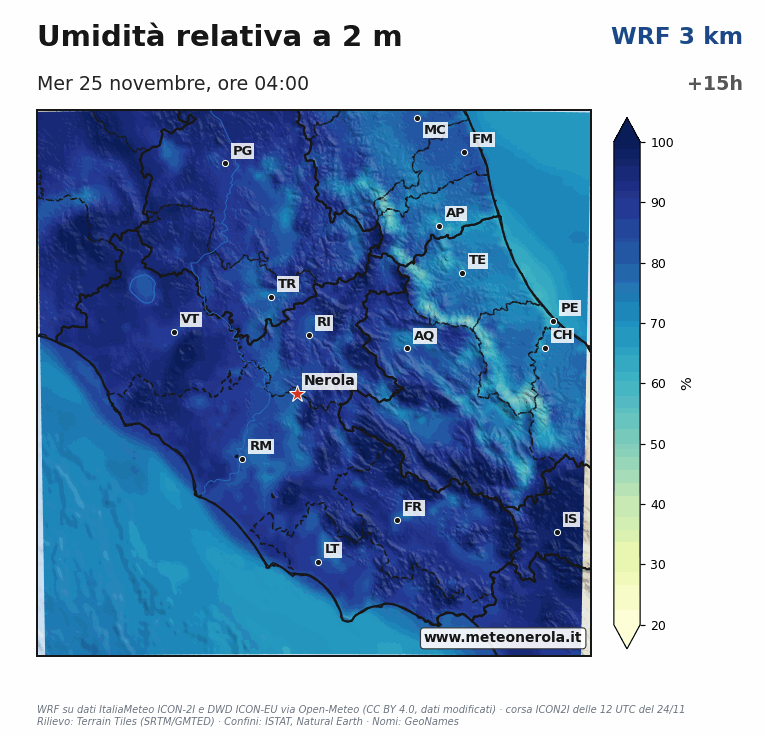 Umidità relativa a 2 m
WRF 3 km
Mer 25 novembre, ore 04:00
+15h
MC
FM
PG
AP
TE
TR
PE
VT
RI
AQ
CH
Nerola
RM
FR
IS
LT
www.meteonerola.it
100
90
80
70
60
50
40
30
20
%
WRF su dati ItaliaMeteo ICON-2I e DWD ICON-EU via Open-Meteo (CC BY 4.0, dati modificati) · corsa ICON2I delle 12 UTC del 24/11
Rilievo: Terrain Tiles (SRTM/GMTED) · Confini: ISTAT, Natural Earth · Nomi: GeoNames